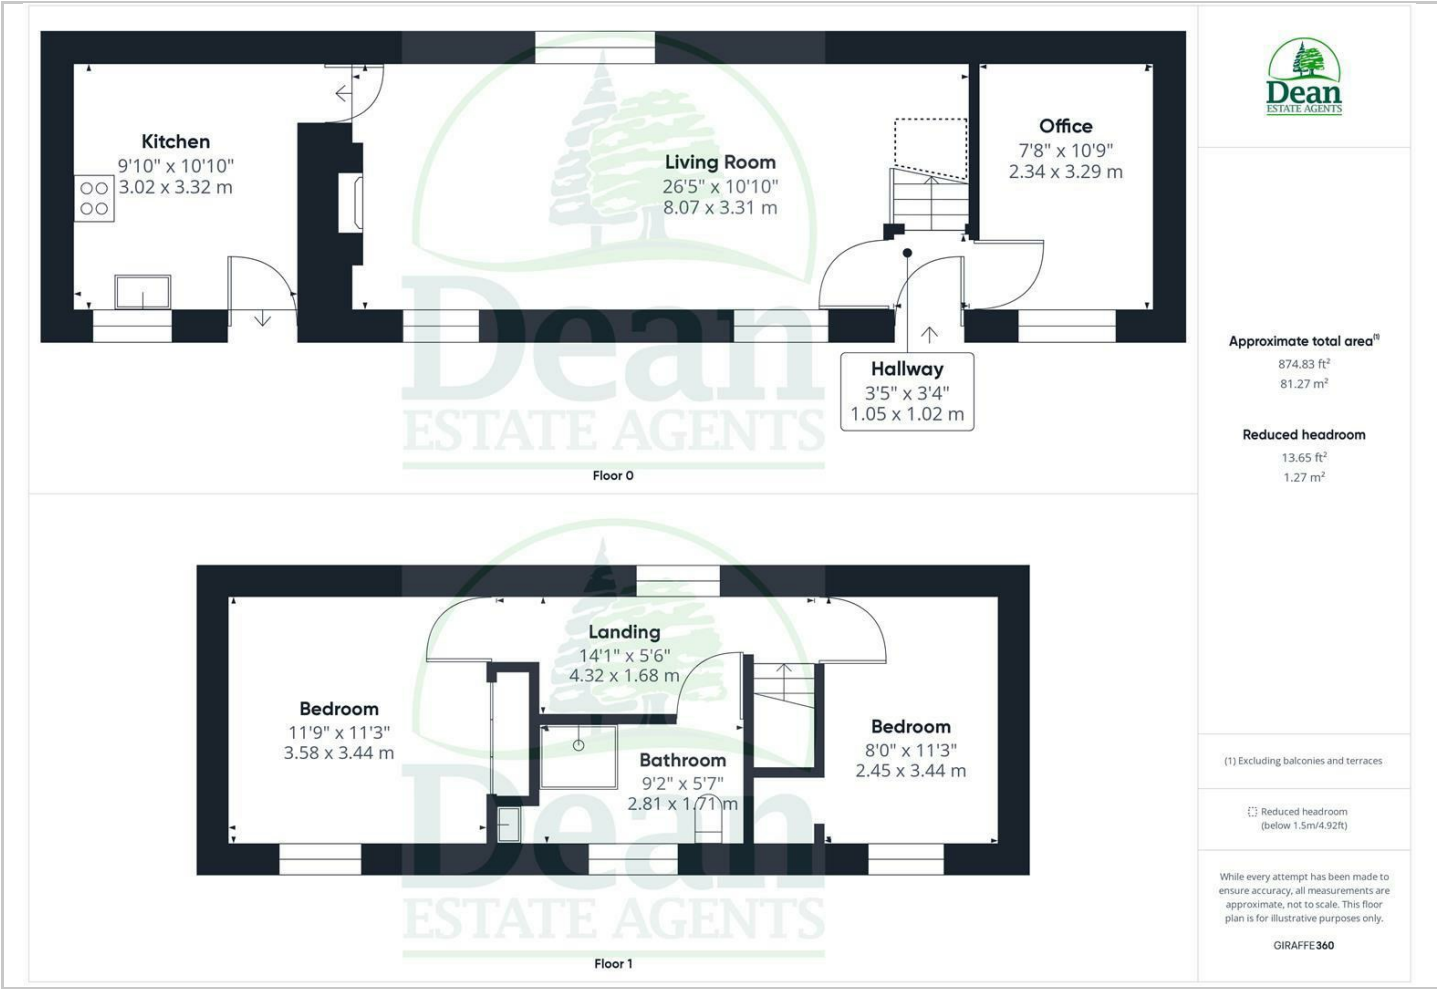 Kitchen
9'10" x 10'10"
3.02 x 3.32 m
Living Room
26'5" x 10'10"
8.07 x 3.31 m
Office
7'8" x 10'9"
2.34 x 3.29 m
Hallway
3'5" x 3'4"
1.05 x 1.02 m
Dean
ESTATE AGENTS
Floor 0
Landing
14'1" x 5'6"
4.32 x 1.68 m
Bedroom
11'9" x 11'3"
3.58 x 3.44 m
Bathroom
9'2" x 5'7"
2.81 x 1.71 m
Bedroom
8'0" x 11'3"
2.45 x 3.44 m
Dean
ESTATE AGENTS
Floor 1
Dean
ESTATE AGENTS
Approximate total area⁽¹⁾
874.83 ft²
81.27 m²
Reduced headroom
13.65 ft²
1.27 m²
(1) Excluding balconies and terraces
Reduced headroom
(below 1.5m/4.92ft)
While every attempt has been made to
ensure accuracy, all measurements are
approximate, not to scale. This floor
plan is for illustrative purposes only.
GIRAFFE360